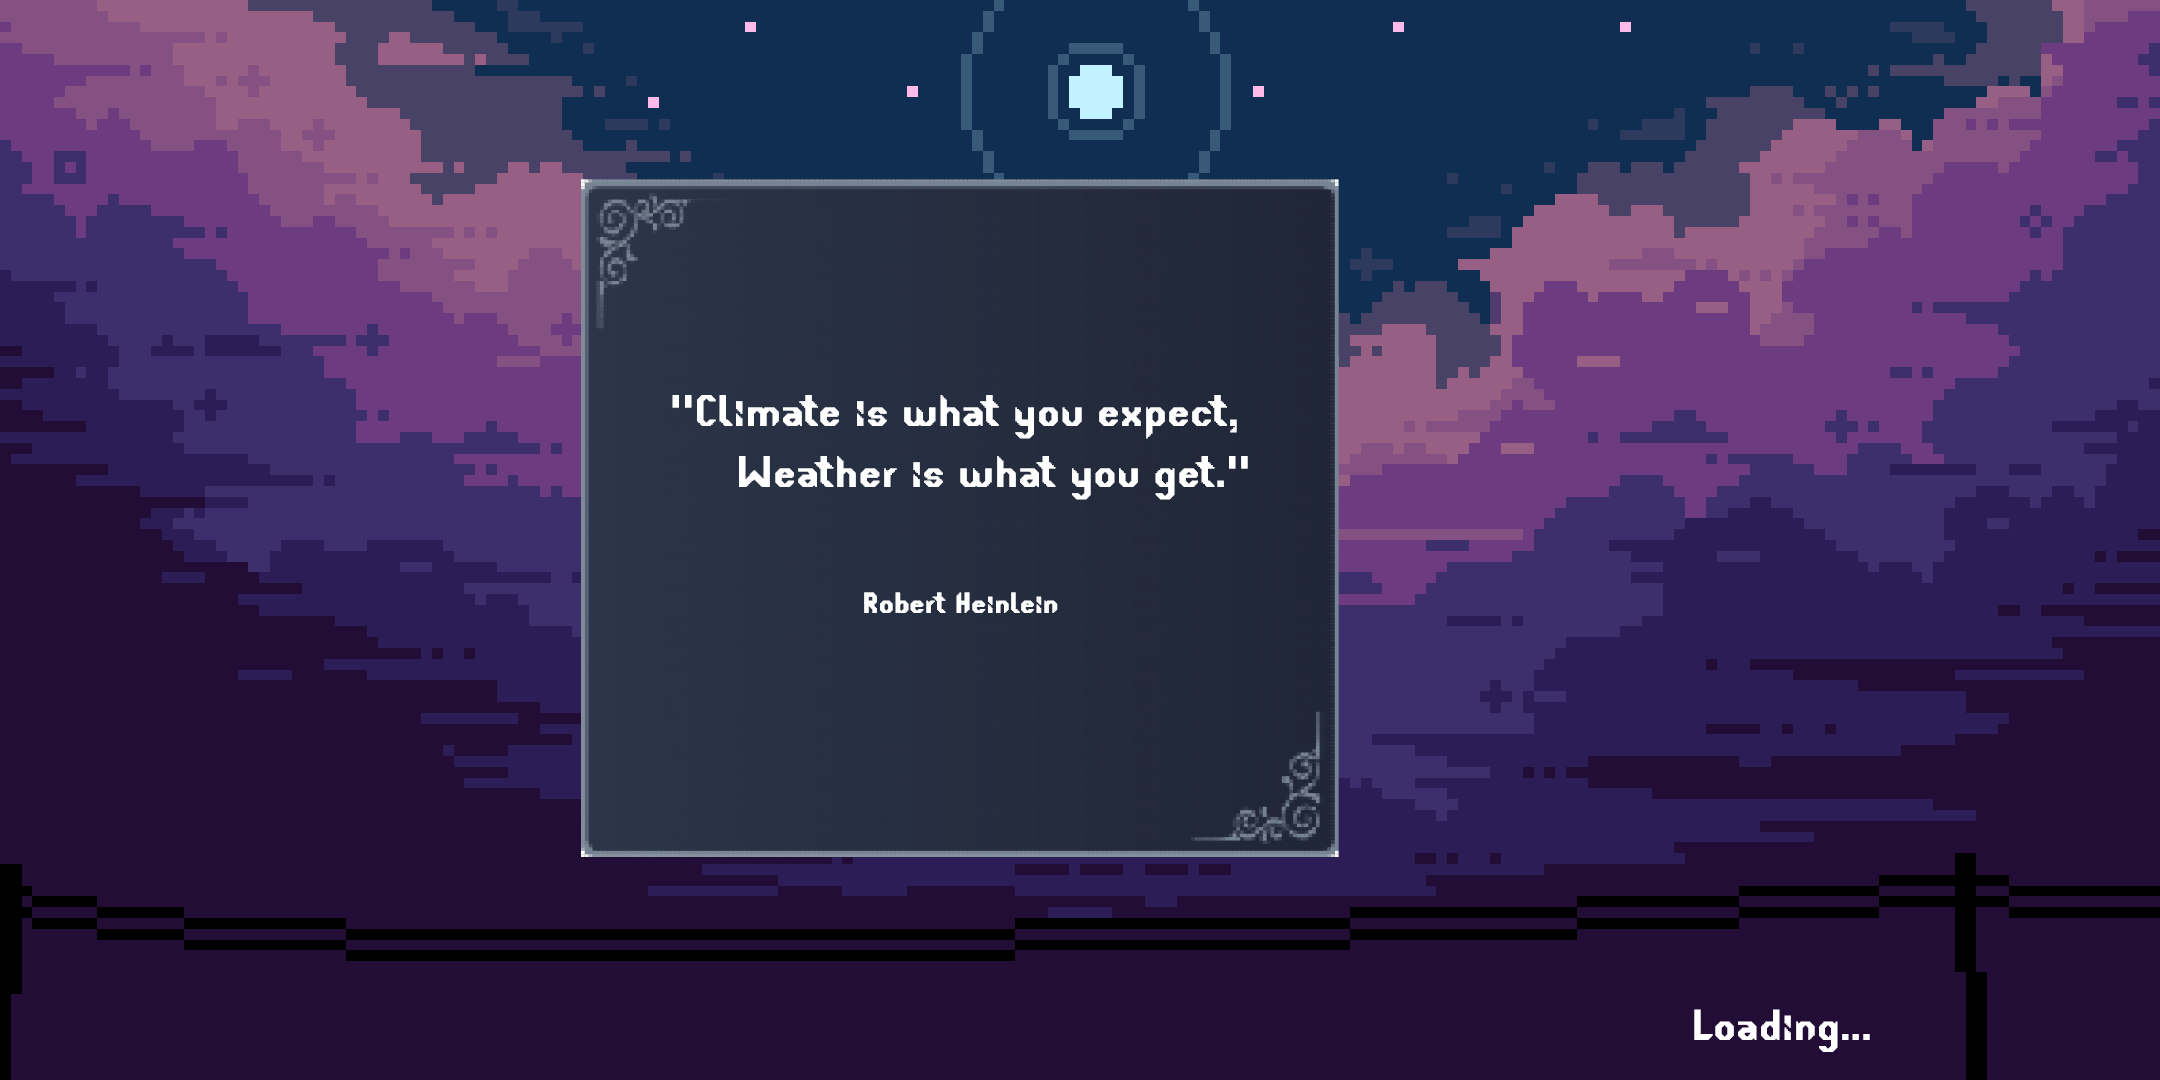 "Climate is what you expect,
Weather is what you get."
Robert Heinlein
Loading...